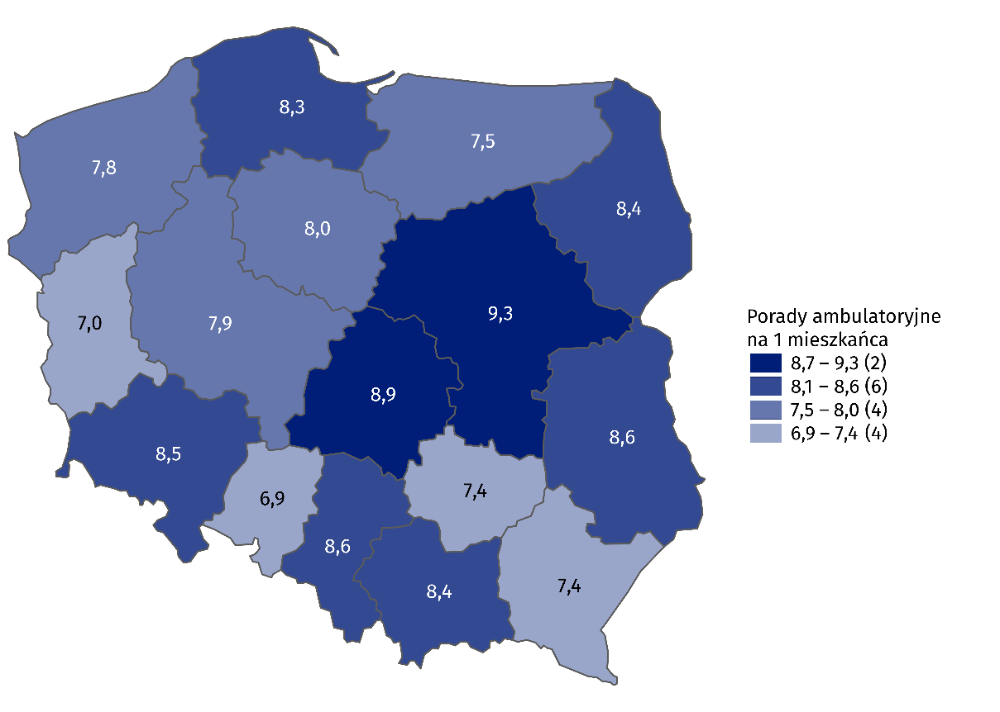 8,3
7,5
7,8
8,4
8,0
9,3
7,0
7,9
8,9
8,6
8,5
7,4
6,9
8,6
7,4
8,4
Porady ambulatoryjne
na 1 mieszkańca
8,7 – 9,3 (2)
8,1 – 8,6 (6)
7,5 – 8,0 (4)
6,9 – 7,4 (4)